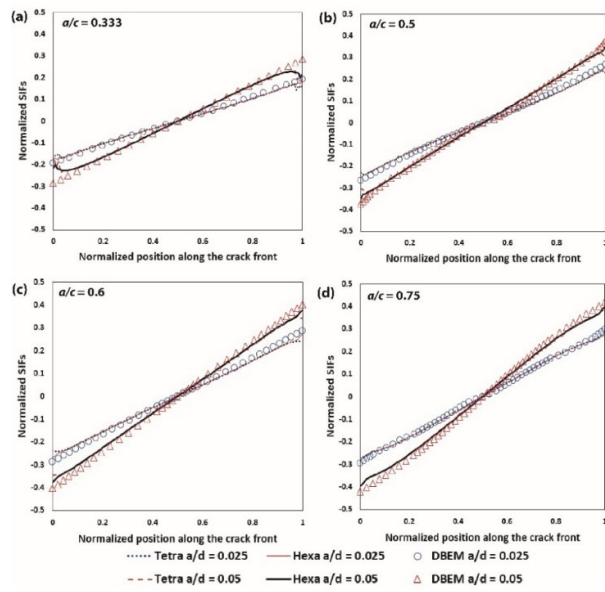 (a)
a/c = 0.333
0.5
0.4
0.3
0.2
0.1
0
-0.1
-0.2
-0.3
-0.4
-0.5
Normalized SIFs
0 0.2 0.4 0.6 0.8 1
Normalized position along the crack front
(b)
a/c = 0.5
0.5
0.4
0.3
0.2
0.1
0
-0.1
-0.2
-0.3
-0.4
-0.5
Normalized SIFs
0 0.2 0.4 0.6 0.8 1
Normalized position along the crack front
(c)
a/c = 0.6
0.5
0.4
0.3
0.2
0.1
0
-0.1
-0.2
-0.3
-0.4
-0.5
Normalized SIFs
0 0.2 0.4 0.6 0.8 1
Normalized position along the crack front
(d)
a/c = 0.75
0.5
0.4
0.3
0.2
0.1
0
-0.1
-0.2
-0.3
-0.4
-0.5
Normalized SIFs
0 0.2 0.4 0.6 0.8 1
Normalized position along the crack front
Tetra a/d = 0.025 Hexa a/d = 0.025 DBEM a/d = 0.025
Tetra a/d = 0.05 Hexa a/d = 0.05 DBEM a/d = 0.05